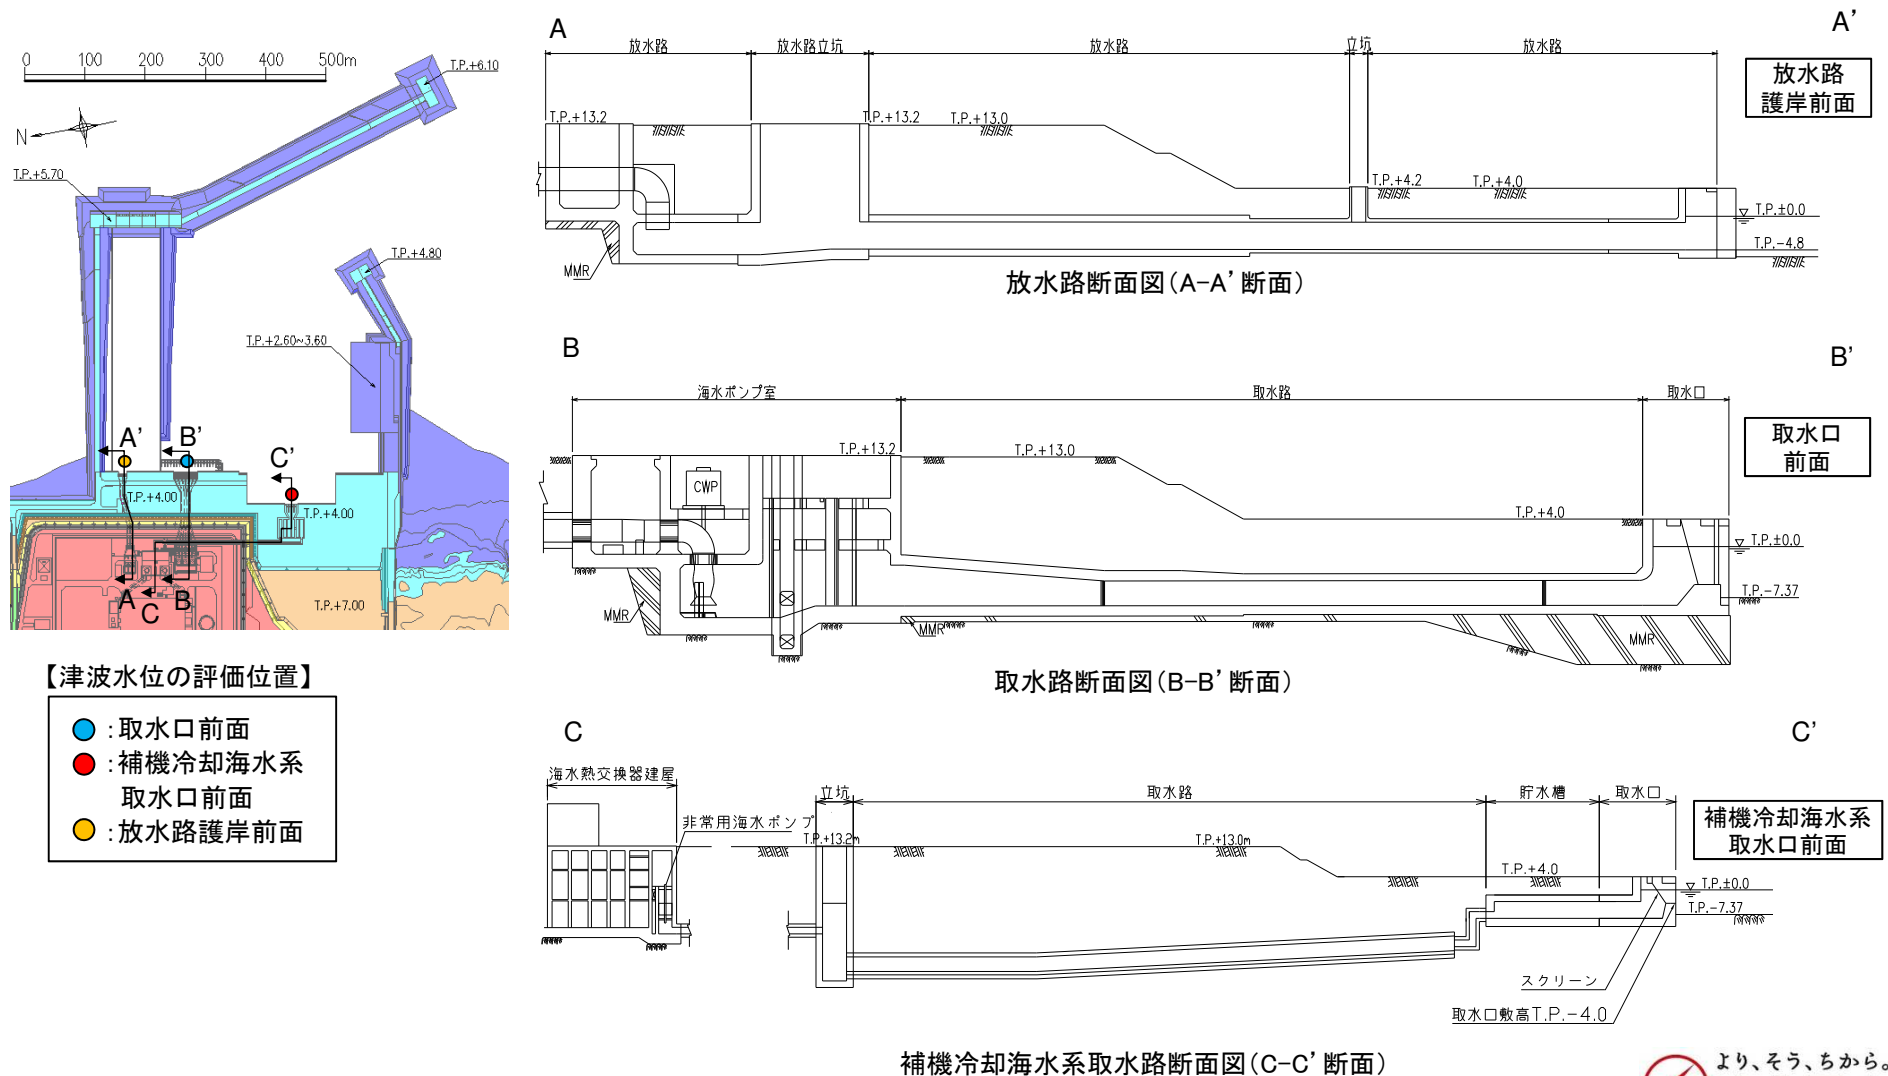 0 100 200 300 400 500m
N
T.P.+6.10
T.P.+5.70
T.P.+4.80
T.P.+2.60~3.60
A’
B’
C’
T.P.+4.00
T.P.+4.00
A
B
C
T.P.+7.00
【津波水位の評価位置】
:取水口前面
:補機冷却海水系
取水口前面
:放水路護岸前面
A
A’
放水路
放水路立坑
放水路
立坑
放水路
放水路
護岸前面
T.P.+13.2
T.P.+13.2
T.P.+13.0
T.P.+4.2
T.P.+4.0
T.P.±0.0
T.P.-4.8
MMR
放水路断面図(A-A’断面)
B
B’
海水ポンプ室
取水路
取水口
取水口
前面
T.P.+13.2
T.P.+13.0
CWP
T.P.+4.0
T.P.±0.0
T.P.-7.37
MMR
MMR
MMR
取水路断面図(B-B’断面)
C
C’
海水熱交換器建屋
立坑
取水路
貯水槽
取水口
補機冷却海水系
取水口前面
非常用海水ポンプ
T.P.+13.2m
T.P.+13.0m
T.P.+4.0
T.P.±0.0
T.P.-7.37
スクリーン
取水口敷高T.P.-4.0
補機冷却海水系取水路断面図(C-C’断面)
より、そう、ちから。